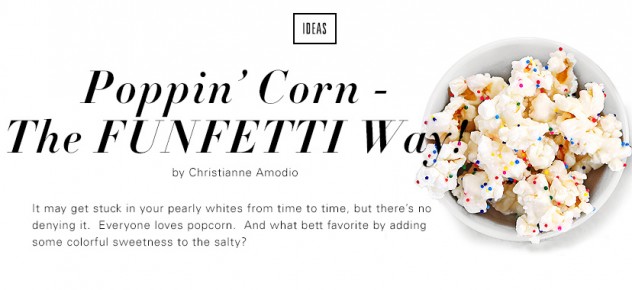 IDEAS
Poppin' Corn -
The FUNFETTI Way!
by Christianne Amodio
It may get stuck in your pearly whites from time to time, but there's no
denying it. Everyone loves popcorn. And what bett favorite by adding
some colorful sweetness to the salty?